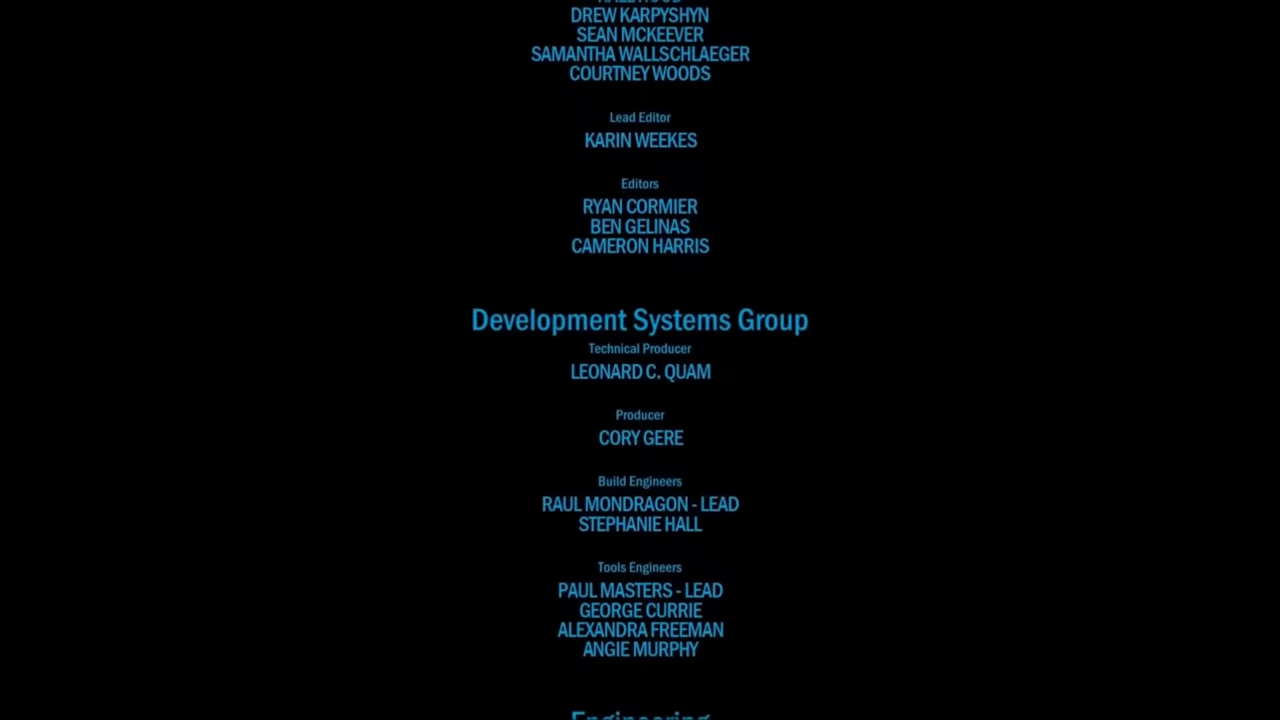 DREW KARPYSHYN
SEAN MCKEEVER
SAMANTHA WALLSCHLAEGER
COURTNEY WOODS
Lead Editor
KARIN WEEKES
Editors
RYAN CORMIER
BEN GELINAS
CAMERON HARRIS
Development Systems Group
Technical Producer
LEONARD C. QUAM
Producer
CORY GERE
Build Engineers
RAUL MONDRAGON - LEAD
STEPHANIE HALL
Tools Engineers
PAUL MASTERS - LEAD
GEORGE CURRIE
ALEXANDRA FREEMAN
ANGIE MURPHY
Engineering